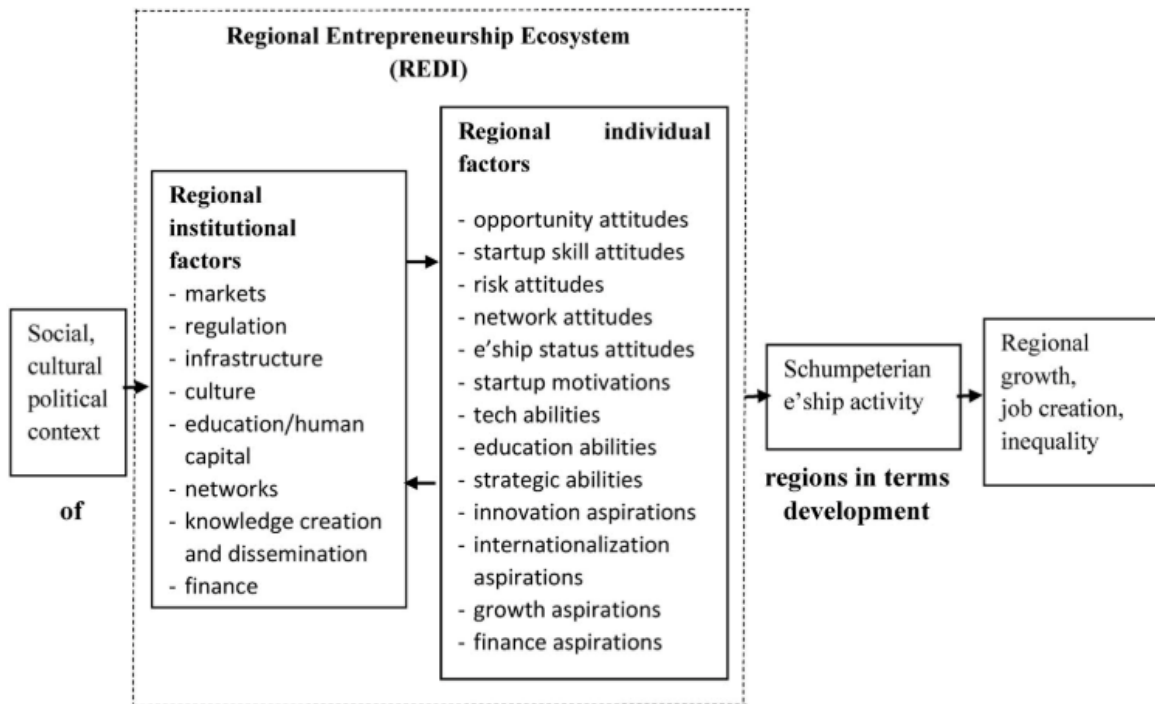 Regional Entrepreneurship Ecosystem
(REDI)
Social,
cultural
political
context
of
Regional
institutional
factors
- markets
- regulation
- infrastructure
- culture
- education/human
capital
- networks
- knowledge creation
and dissemination
- finance
Regional individual
factors
- opportunity attitudes
- startup skill attitudes
- risk attitudes
- network attitudes
- e'ship status attitudes
- startup motivations
- tech abilities
- education abilities
- strategic abilities
- innovation aspirations
- internationalization
aspirations
- growth aspirations
- finance aspirations
Schumpeterian
e'ship activity
regions in terms
development
Regional
growth,
job creation,
inequality